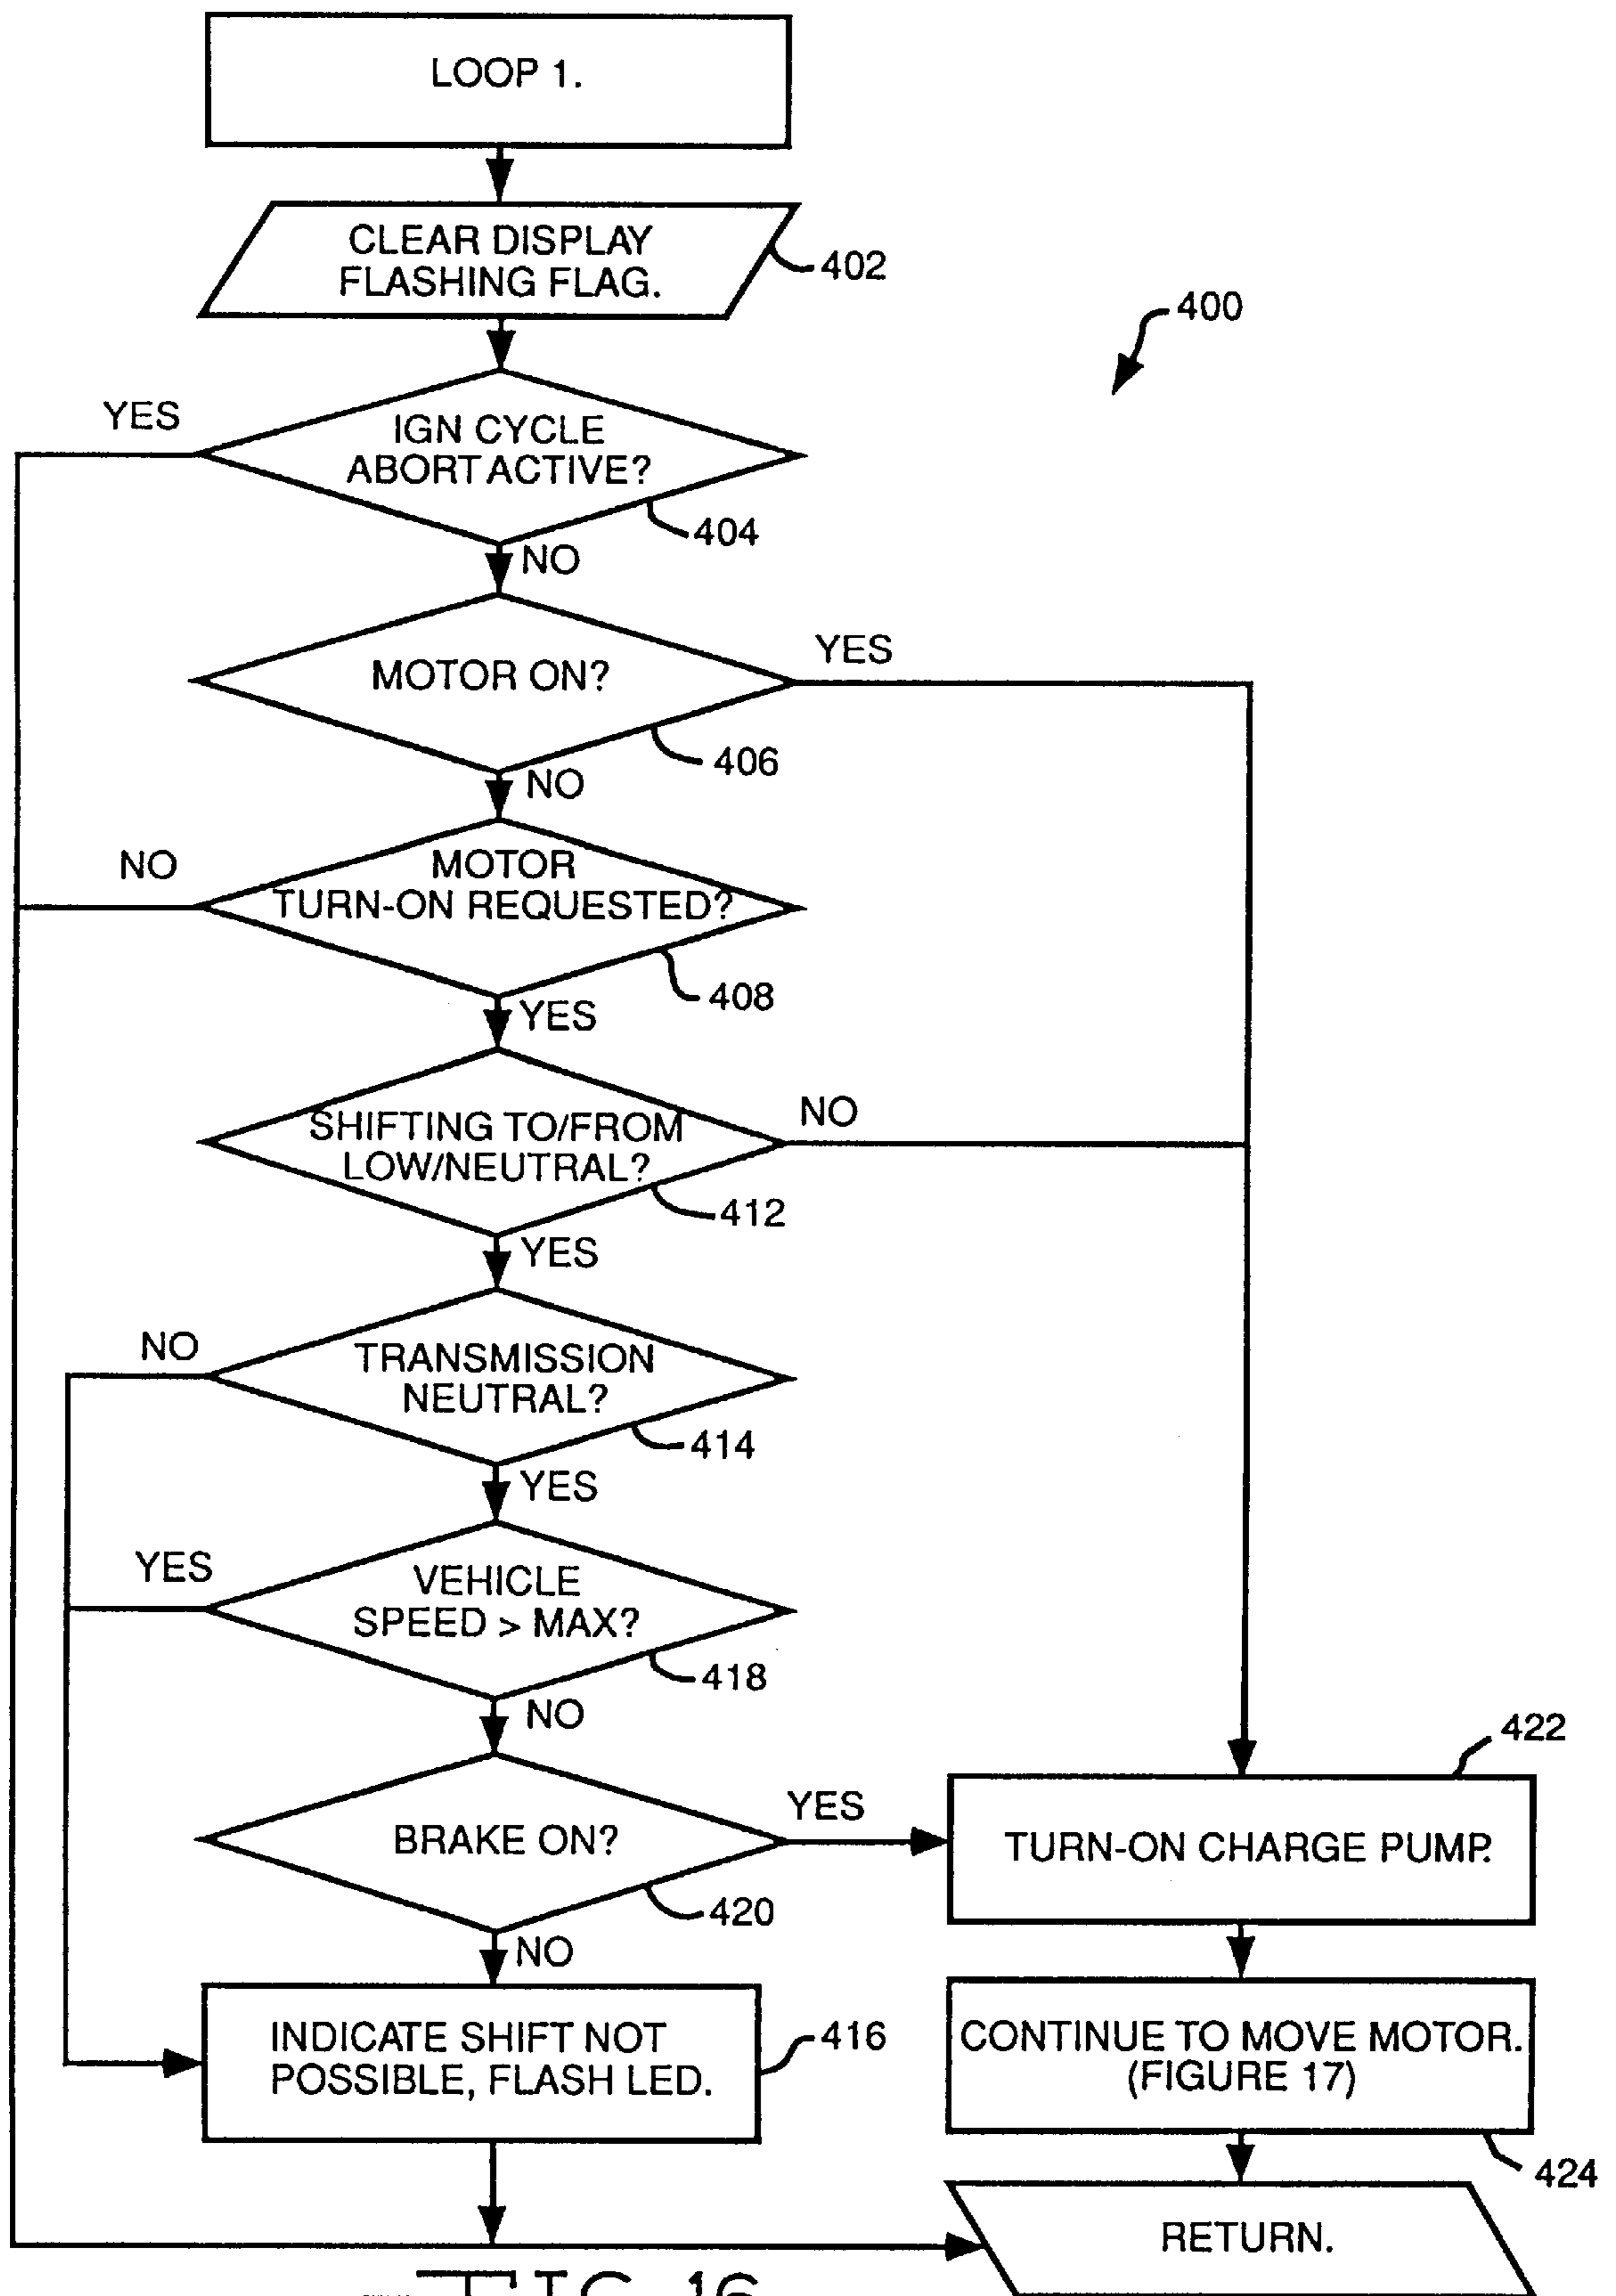 LOOP 1.
CLEAR DISPLAY
FLASHING FLAG.
402
400
YES
IGN CYCLE
ABORT ACTIVE?
404
NO
YES
MOTOR ON?
406
NO
NO
MOTOR
TURN-ON REQUESTED?
408
YES
SHIFTING TO/FROM
LOW/NEUTRAL?
NO
412
YES
NO
TRANSMISSION
NEUTRAL?
414
YES
YES
VEHICLE
SPEED > MAX?
418
NO
422
BRAKE ON?
YES
TURN-ON CHARGE PUMP.
420
NO
INDICATE SHIFT NOT
POSSIBLE, FLASH LED.
416
CONTINUE TO MOVE MOTOR.
(FIGURE 17)
424
RETURN.
FIG. 16